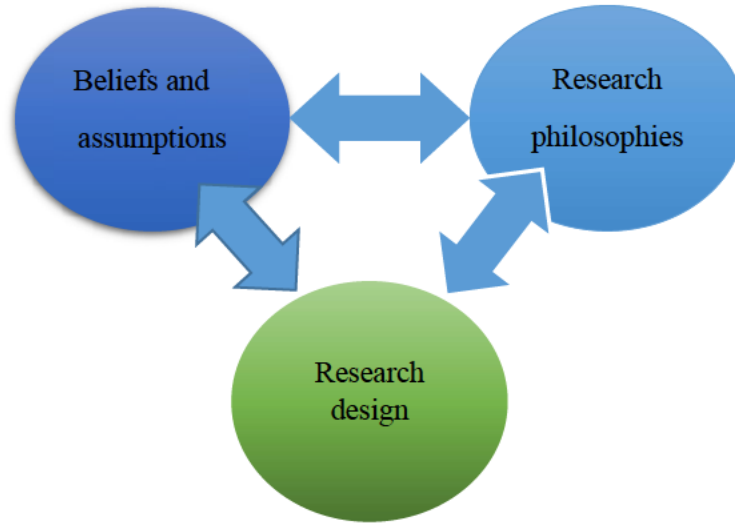 Beliefs and
assumptions
Research
philosophies
Research
design